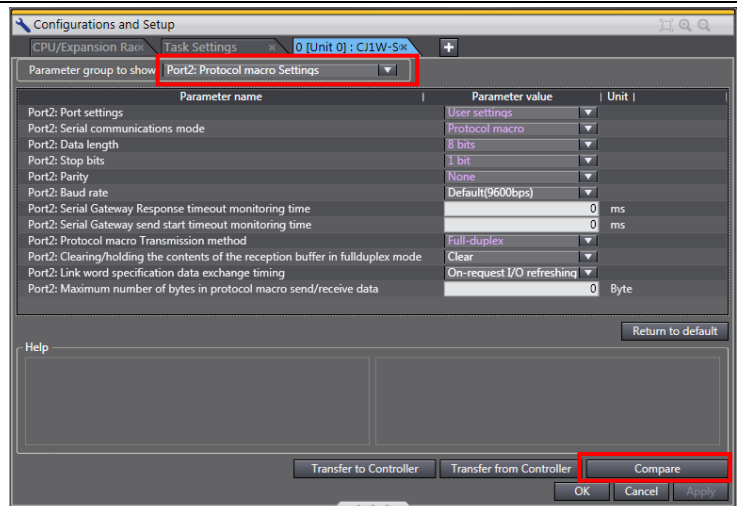 Configurations and Setup
CPU/Expansion Rac Task Settings 0 [Unit 0] : CJ1W-S
Parameter group to show Port2: Protocol macro Settings
Parameter name Parameter value Unit
Port2: Port settings User settings
Port2: Serial communications mode Protocol macro
Port2: Data length 8 bits
Port2: Stop bits 1 bit
Port2: Parity None
Port2: Baud rate Default(9600bps)
Port2: Serial Gateway Response timeout monitoring time 0 ms
Port2: Serial Gateway send start timeout monitoring time 0 ms
Port2: Protocol macro Transmission method Full-duplex
Port2: Clearing/holding the contents of the reception buffer in fullduplex mode Clear
Port2: Link word specification data exchange timing On-request I/O refreshing
Port2: Maximum number of bytes in protocol macro send/receive data 0 Byte
Return to default
Help
Transfer to Controller Transfer from Controller Compare
OK Cancel Apply